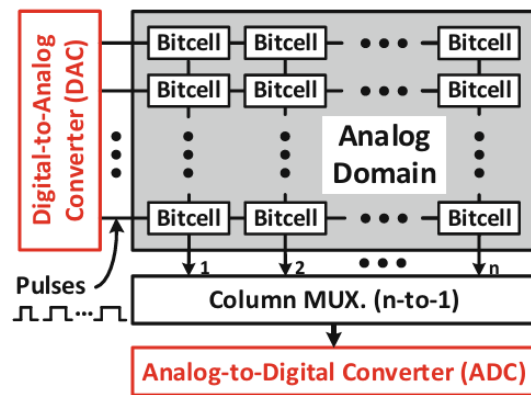 Digital-to-Analog
Converter (DAC)
Bitcell Bitcell Bitcell
Bitcell Bitcell Bitcell
Analog
Domain
Bitcell Bitcell Bitcell
1 2 n
Pulses
Column MUX. (n-to-1)
Analog-to-Digital Converter (ADC)